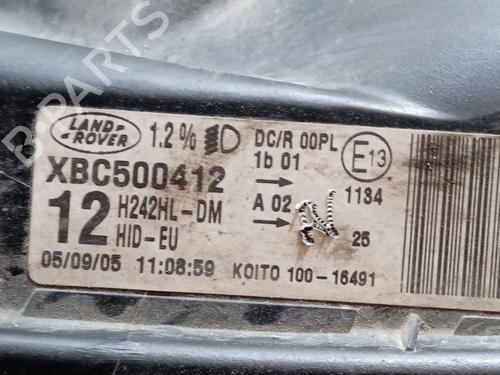 B-PARTS
LAND-
ROVER
1.2%
DC/R 00PL
1b 01
E13
XBC500412
1134
12
H242HL-DM
A 02
HID-EU
25
05/09/05 11:08:59 KOITO 100-16491